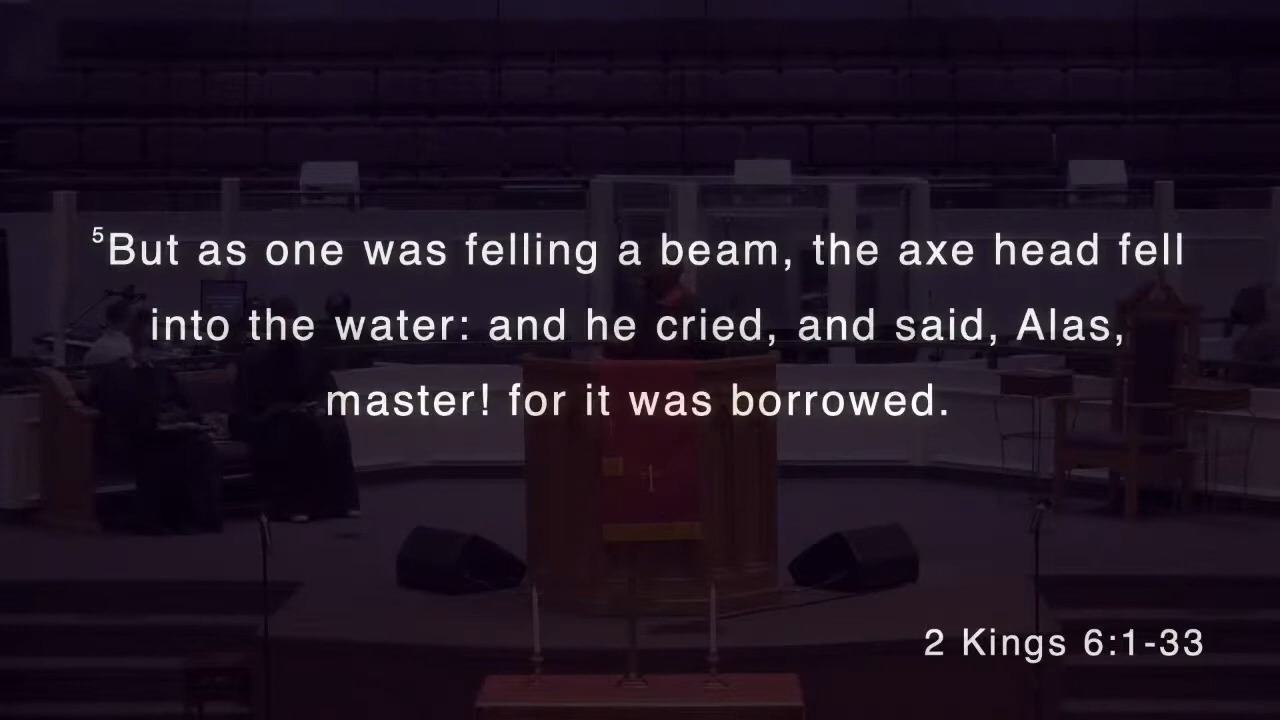 ⁵But as one was felling a beam, the axe head fell
into the water: and he cried, and said, Alas,
master! for it was borrowed.
2 Kings 6:1-33